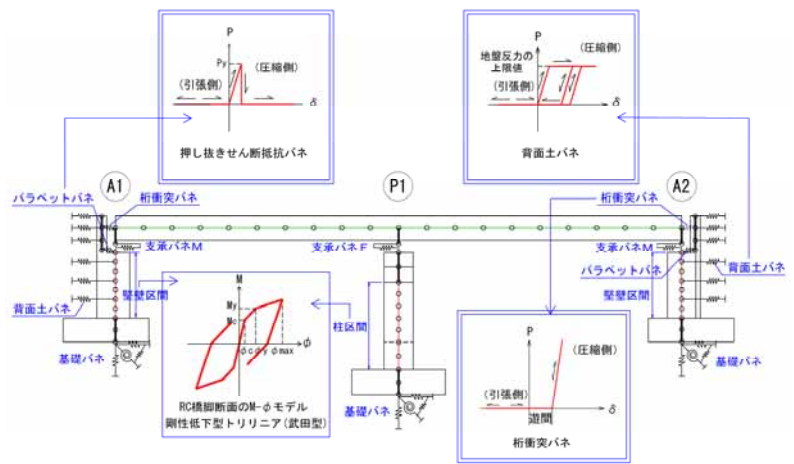 P
Py
(圧縮側)
(引張側)
δ
押し抜きせん断抵抗バネ
P
地盤反力の
上限値
(圧縮側)
(引張側)
δ
背面土バネ
A1
P1
A2
パラペットバネ
桁衝突バネ
桁衝突バネ
支承バネM
支承バネF
支承バネM
パラペットバネ
背面土バネ
竪壁区間
竪壁区間
背面土バネ
柱区間
基礎バネ
基礎バネ
基礎バネ
M
My
Mc
φc
φy
φmax
φ
RC橋脚断面のM-φモデル
剛性低下型トリリニア(武田型)
P
(圧縮側)
(引張側)
遊間
δ
桁衝突バネ